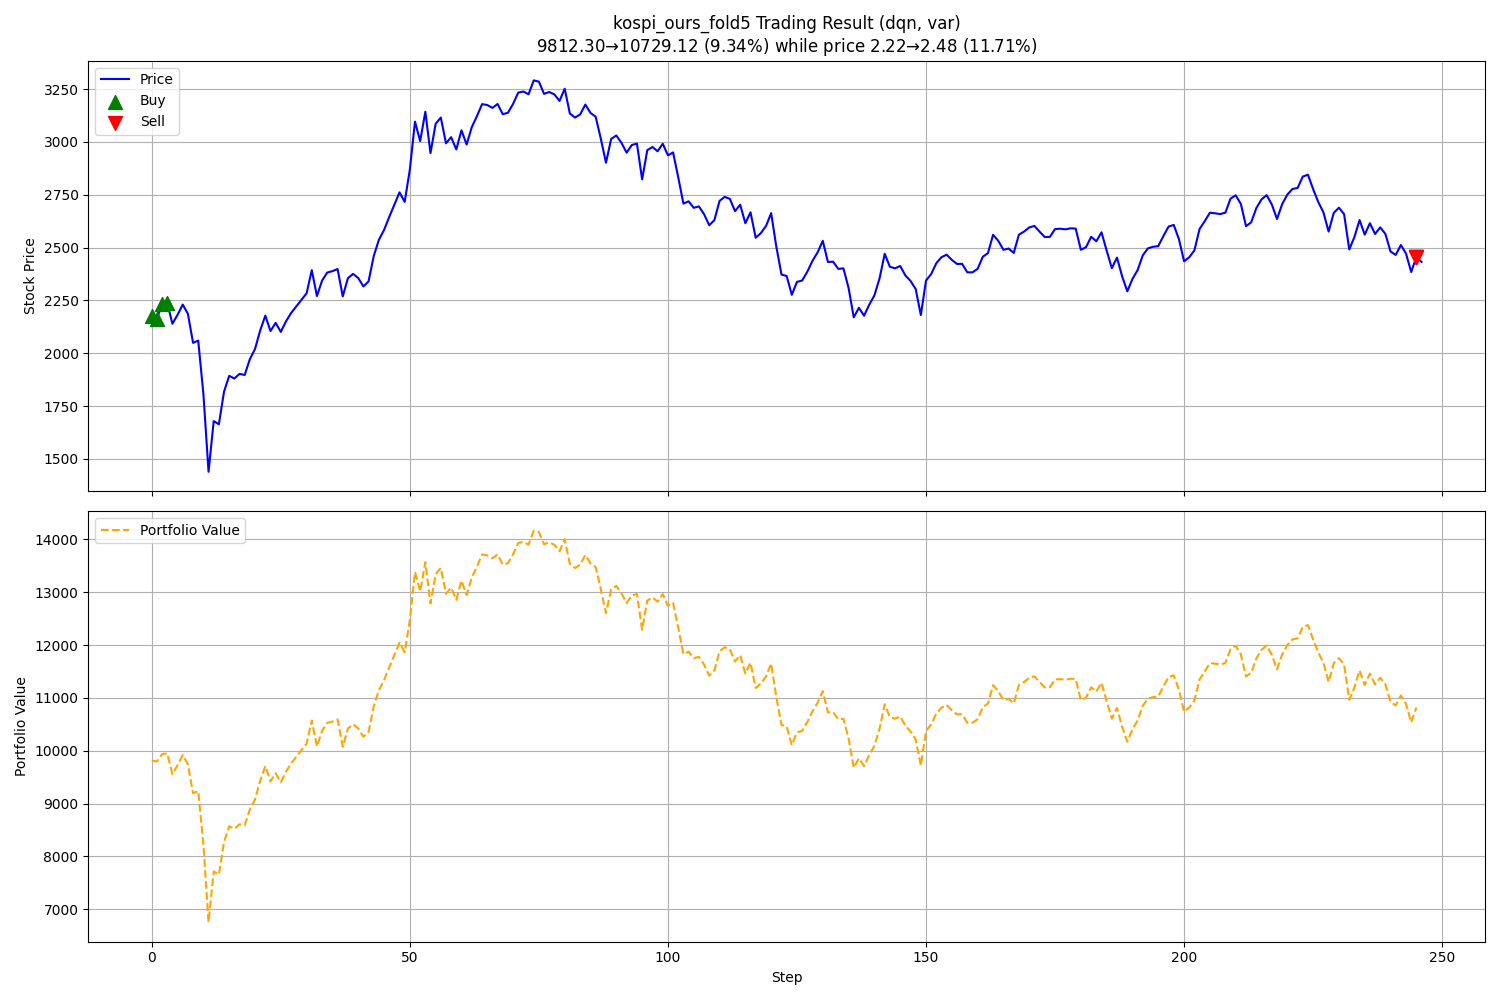 kospi_ours_fold5 Trading Result (dqn, var)
9812.30→10729.12 (9.34%) while price 2.22→2.48 (11.71%)
Price
Buy
Sell
Stock Price
3250
3000
2750
2500
2250
2000
1750
1500
Portfolio Value
Portfolio Value
14000
13000
12000
11000
10000
9000
8000
7000
0
50
100
150
200
250
Step